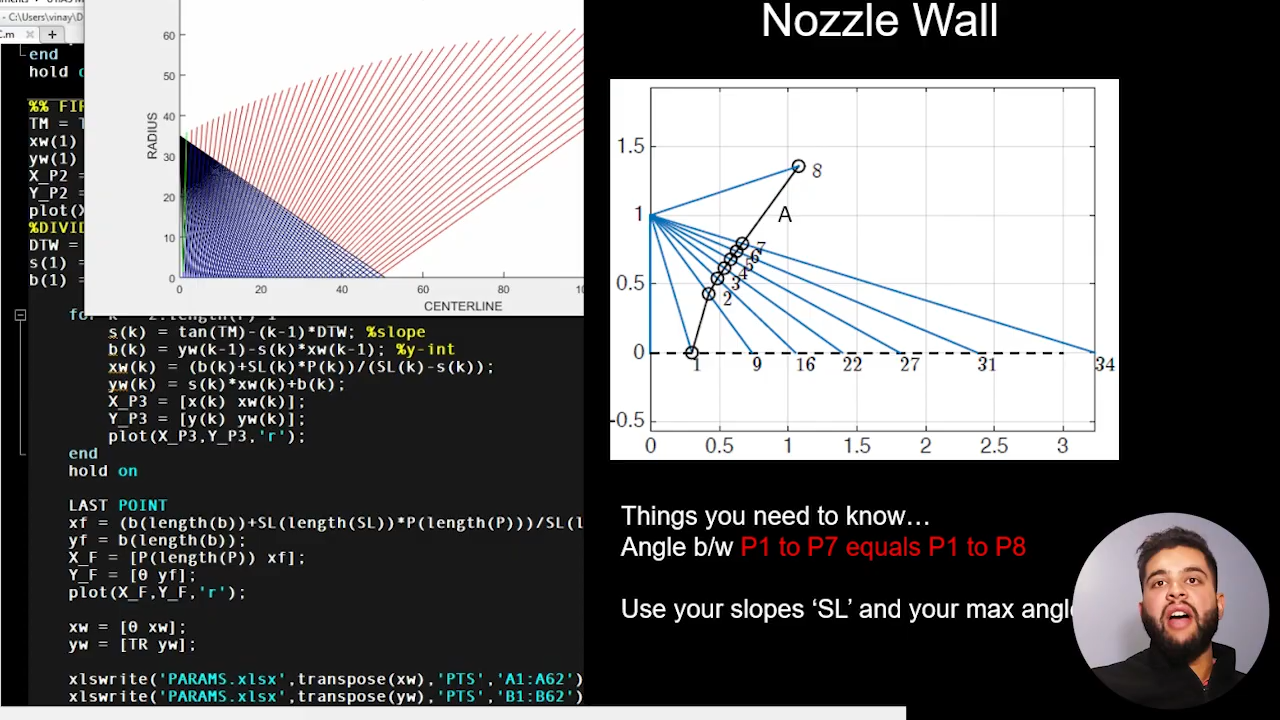 - C:\Users\vinay\D
C.m
+
end
hold
%% FIR
TM =
xw(1)
yw(1)
X_P2
Y_P2
plot(X
%DIVID
DTW =
s(1)
b(1) =
s(k) = tan(TM)-(k-1)*DTW; %slope
b(k) = yw(k-1)-s(k)*xw(k-1); %y-int
xw(k) = (b(k)+SL(k)*P(k))/(SL(k)-s(k));
yw(k) = s(k)*xw(k)+b(k);
X_P3 = [x(k) xw(k)];
Y_P3 = [y(k) yw(k)];
plot(X_P3,Y_P3,'r');
end
hold on
LAST POINT
xf = (b(length(b))+SL(length(SL))*P(length(P)))/SL(l
yf = b(length(b));
X_F = [P(length(P)) xf];
Y_F = [0 yf];
plot(X_F,Y_F,'r');
xw = [0 xw];
yw = [TR yw];
xlswrite('PARAMS.xlsx',transpose(xw),'PTS','A1:A62')
xlswrite('PARAMS.xlsx',transpose(yw),'PTS','B1:B62')
60
50
40
30
20
10
0
RADIUS
0 20 40 60 80 10
CENTERLINE
Nozzle Wall
1.5
1
0.5
0
-0.5
0 0.5 1 1.5 2 2.5 3
8
A
7
6
5
4
3
2
1 9 16 22 27 31 34
Things you need to know…
Angle b/w P1 to P7 equals P1 to P8
Use your slopes ‘SL’ and your max angle